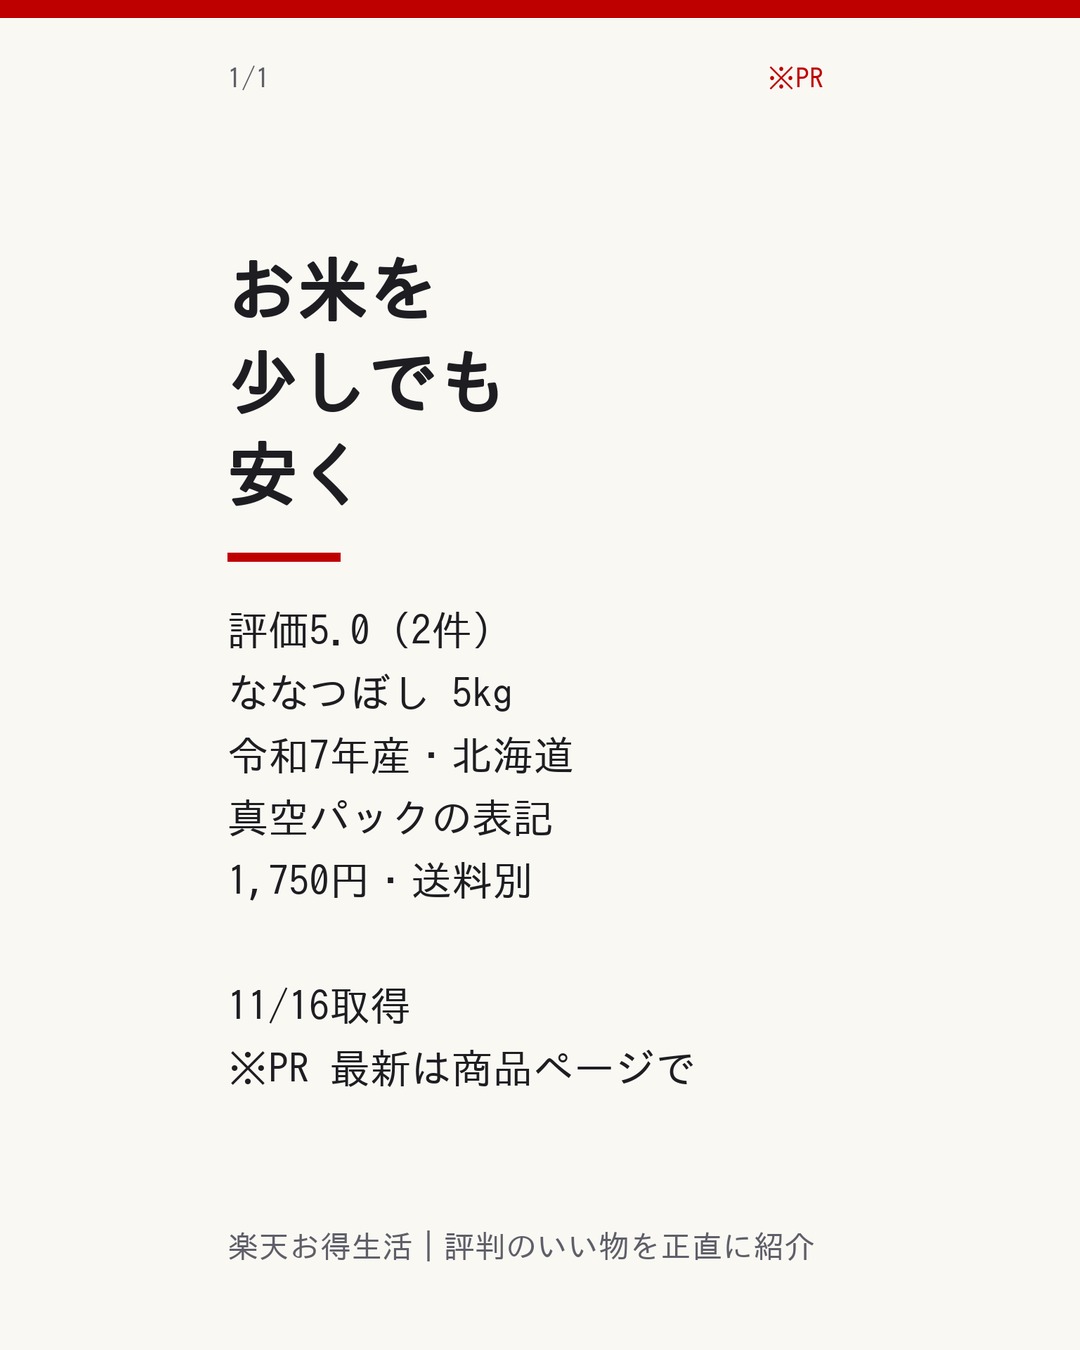 1/1
※PR
お米を
少しでも
安く
評価5.0（2件）
ななつぼし 5kg
令和7年産・北海道
真空パックの表記
1,750円・送料別
11/16取得
※PR 最新は商品ページで
楽天お得生活｜評判のいい物を正直に紹介